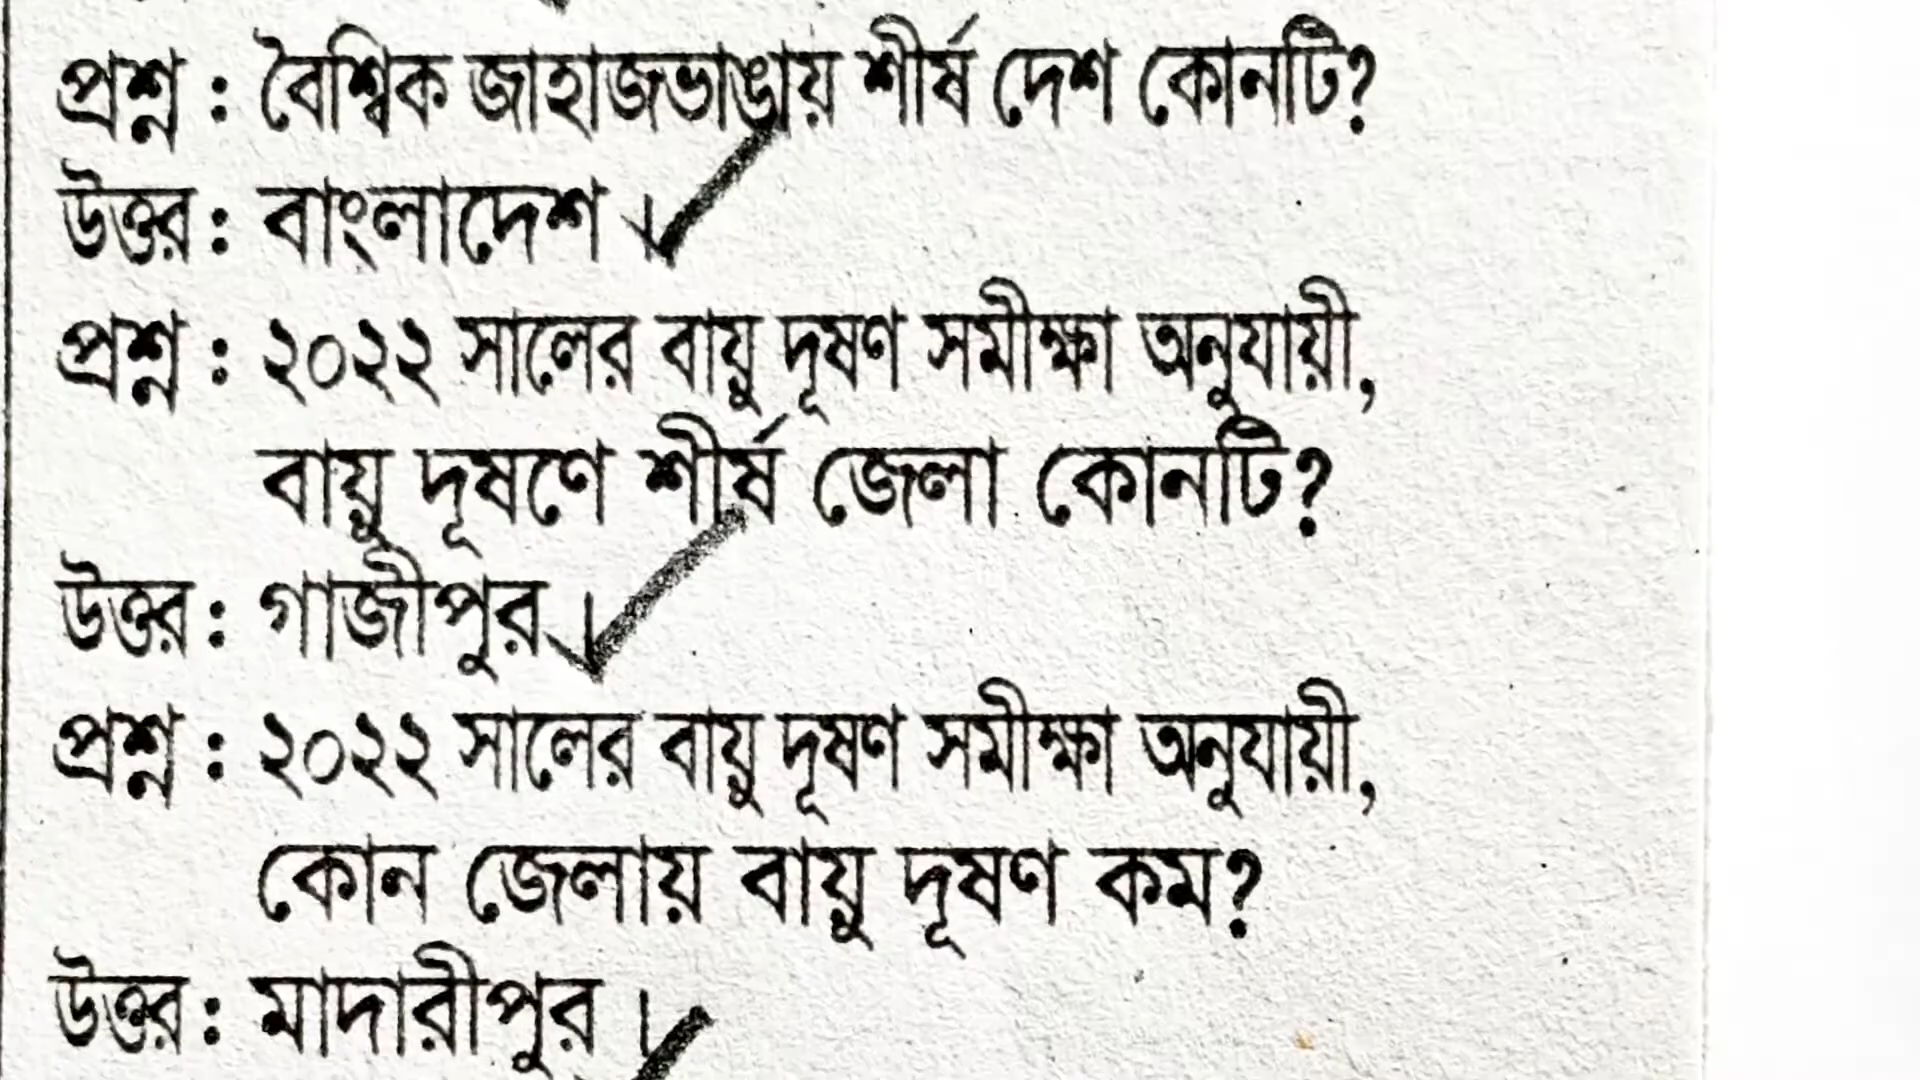 প্রশ্ন : বৈশ্বিক জাহাজভাঙায় শীর্ষ দেশ কোনটি?
উত্তর : বাংলাদেশ।
প্রশ্ন : ২০২২ সালের বায়ু দূষণ সমীক্ষা অনুযায়ী,
বায়ু দূষণে শীর্ষ জেলা কোনটি?
উত্তর : গাজীপুর।
প্রশ্ন : ২০২২ সালের বায়ু দূষণ সমীক্ষা অনুযায়ী,
কোন জেলায় বায়ু দূষণ কম?
উত্তর : মাদারীপুর।